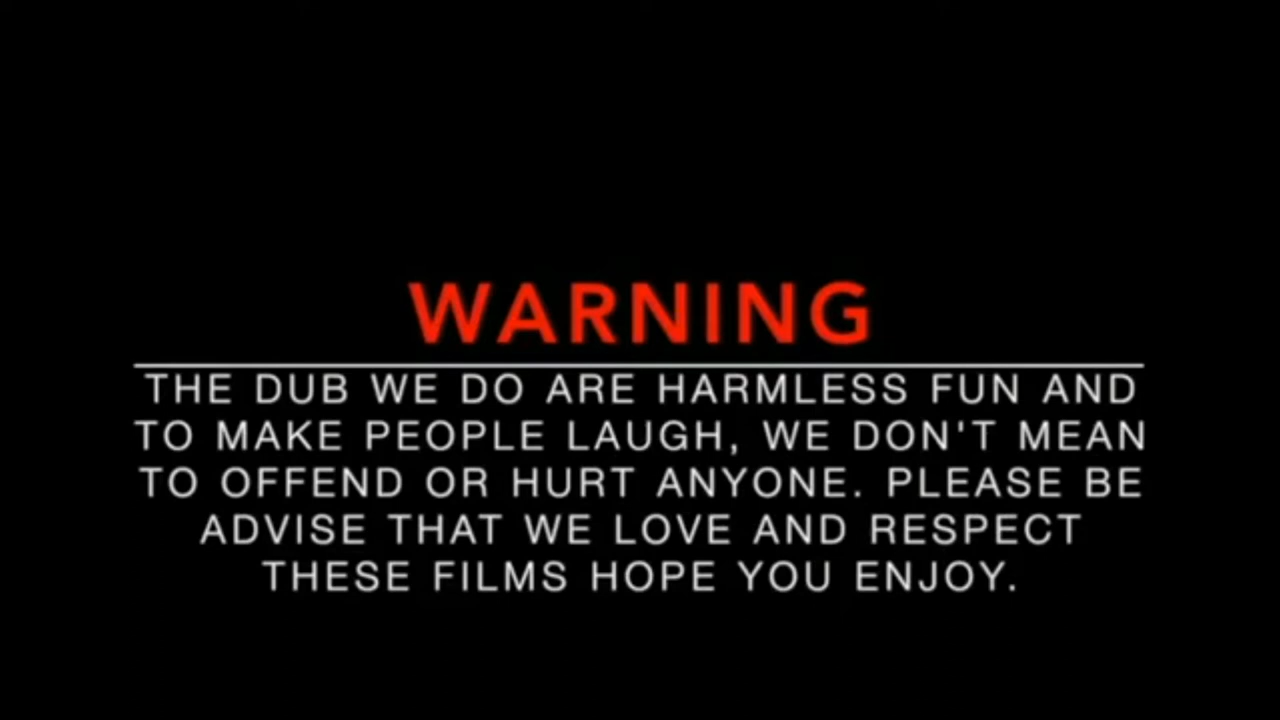 WARNING
THE DUB WE DO ARE HARMLESS FUN AND
TO MAKE PEOPLE LAUGH, WE DON'T MEAN
TO OFFEND OR HURT ANYONE. PLEASE BE
ADVISE THAT WE LOVE AND RESPECT
THESE FILMS HOPE YOU ENJOY.